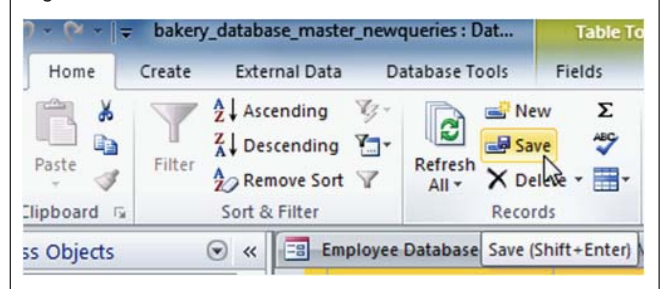 bakery_database_master_newqueries : Dat...
Table To
Home Create External Data Database Tools Fields
Paste
Filter
Ascending
Descending
Remove Sort
Refresh All
New
Save
Delete
Σ
ABC
Clipboard
Sort & Filter
Records
ss Objects
«
Employee Database
Save (Shift+Enter)